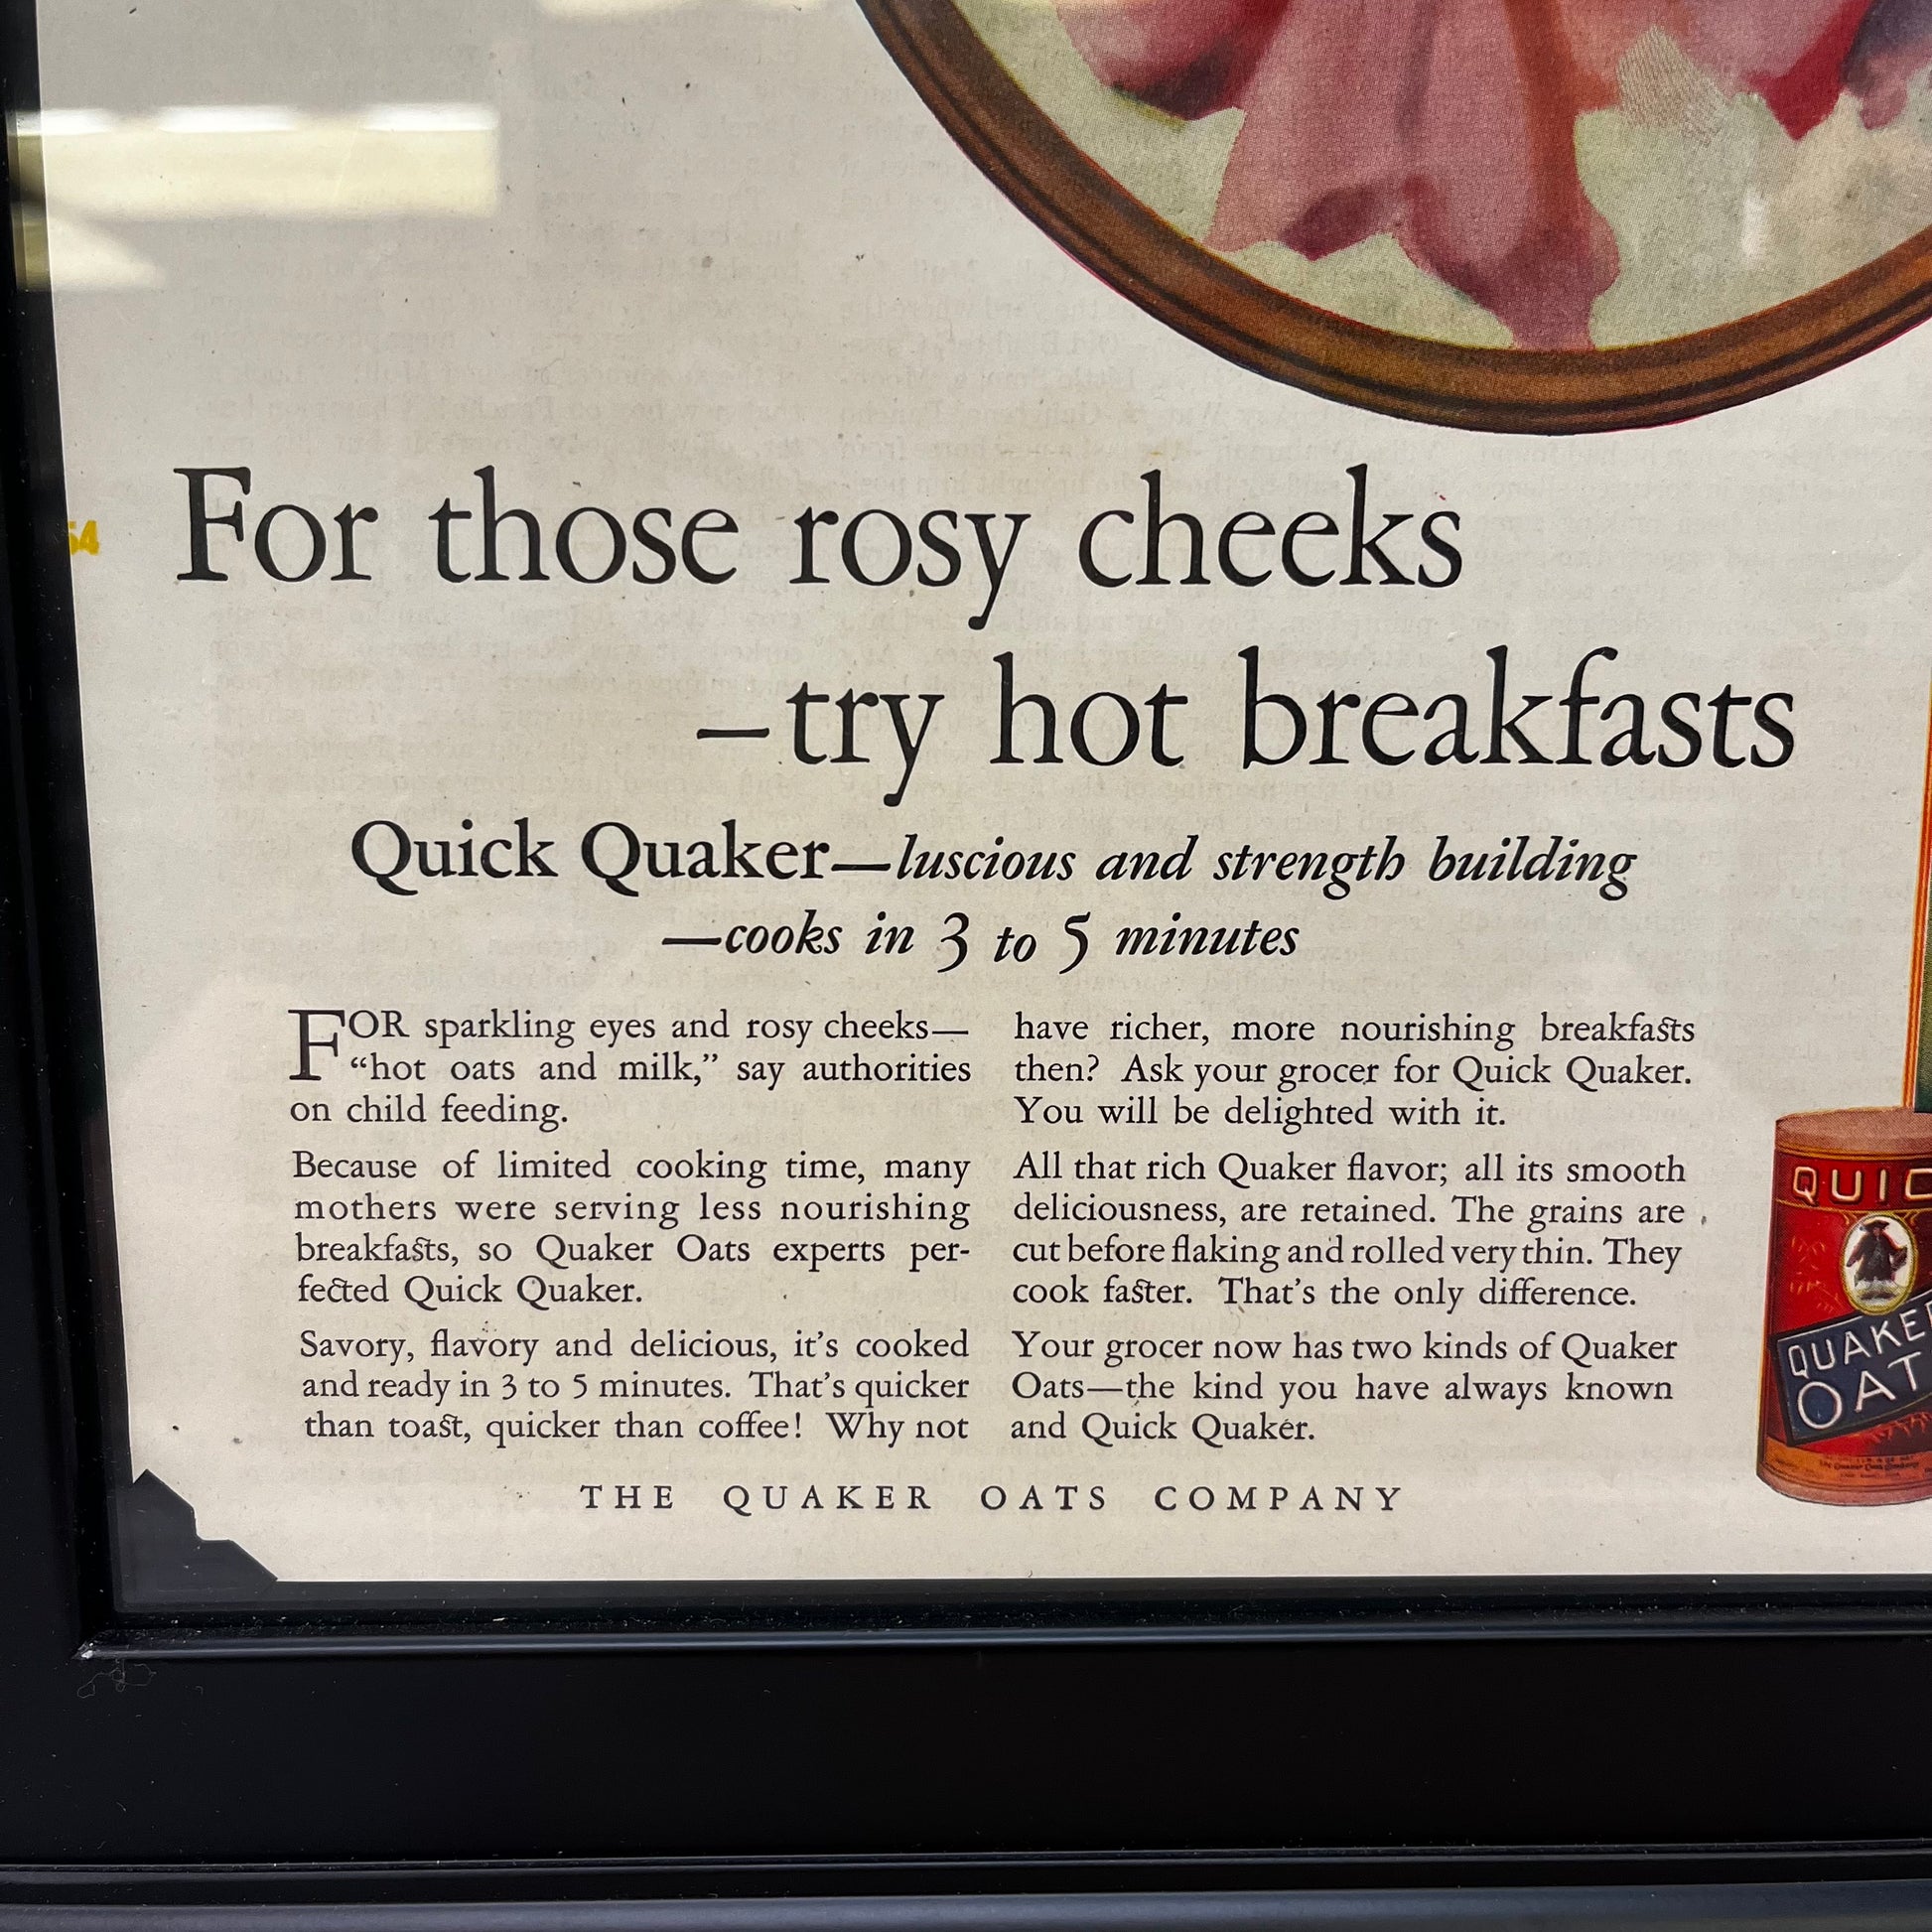 For those rosy cheeks
—try hot breakfasts
Quick Quaker—luscious and strength building
—cooks in 3 to 5 minutes
FOR sparkling eyes and rosy cheeks—
“hot oats and milk,” say authorities
on child feeding.
Because of limited cooking time, many
mothers were serving less nourishing
breakfasts, so Quaker Oats experts per-
fected Quick Quaker.
Savory, flavory and delicious, it’s cooked
and ready in 3 to 5 minutes. That’s quicker
than toast, quicker than coffee! Why not
have richer, more nourishing breakfasts
then? Ask your grocer for Quick Quaker.
You will be delighted with it.
All that rich Quaker flavor; all its smooth
deliciousness, are retained. The grains are
cut before flaking and rolled very thin. They
cook faster. That’s the only difference.
Your grocer now has two kinds of Quaker
Oats—the kind you have always known
and Quick Quaker.
THE QUAKER OATS COMPANY
QUIC
QUAKER
OAT
54